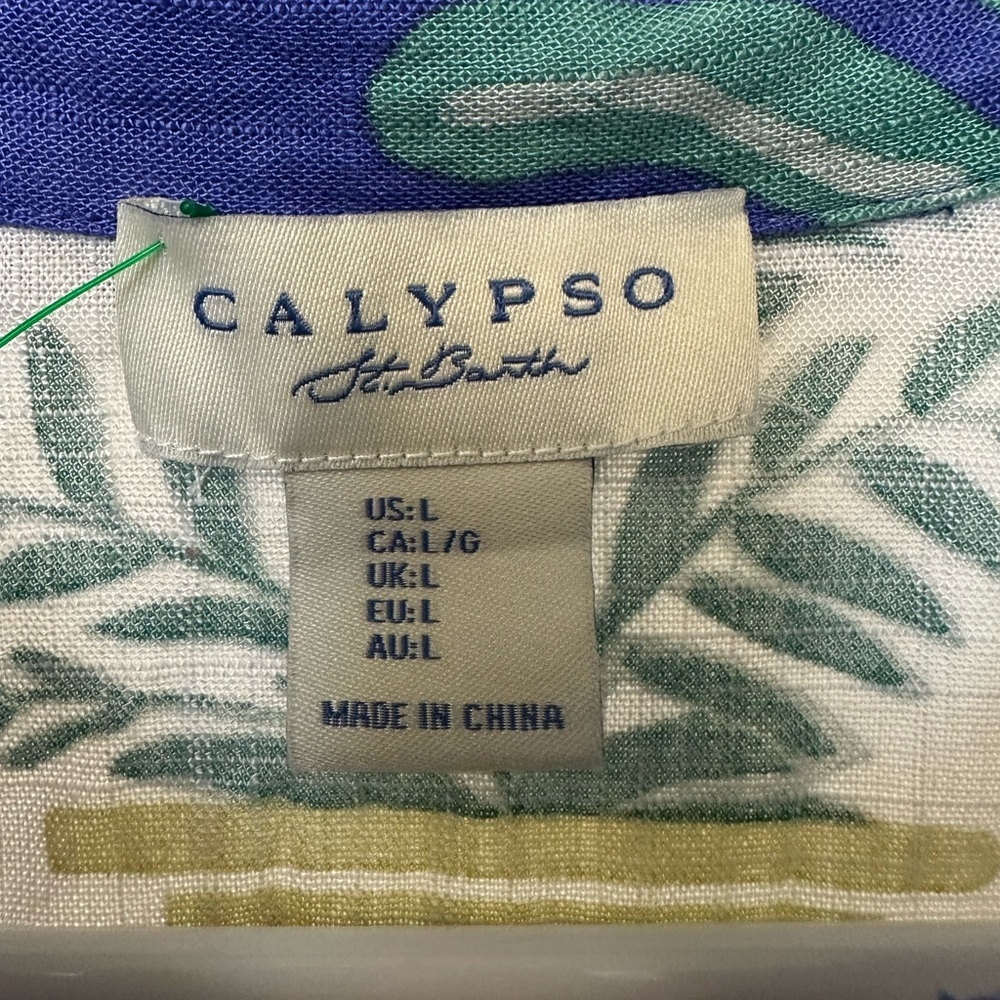 CALYPSO
St. Barth
US: L
CA: L/G
UK: L
EU: L
AU: L
MADE IN CHINA